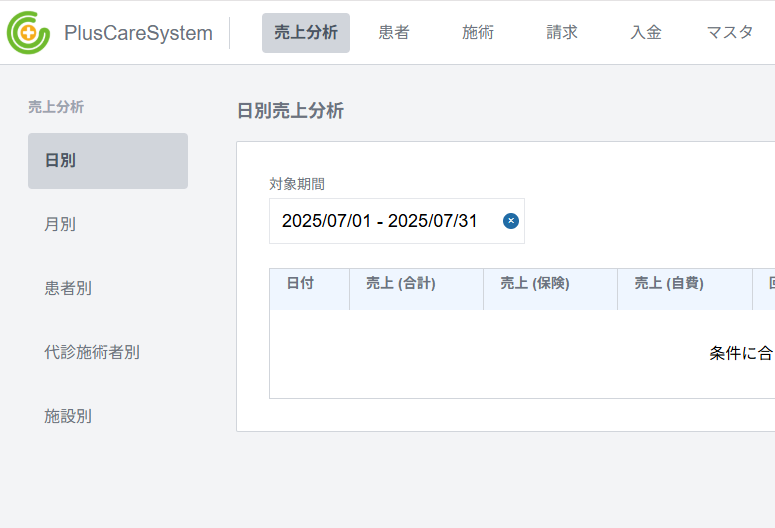 PlusCareSystem
売上分析
患者
施術
請求
入金
マスタ
売上分析
日別
月別
患者別
代診施術者別
施設別
日別売上分析
対象期間
2025/07/01 - 2025/07/31
日付
売上 (合計)
売上 (保険)
売上 (自費)
条件に合